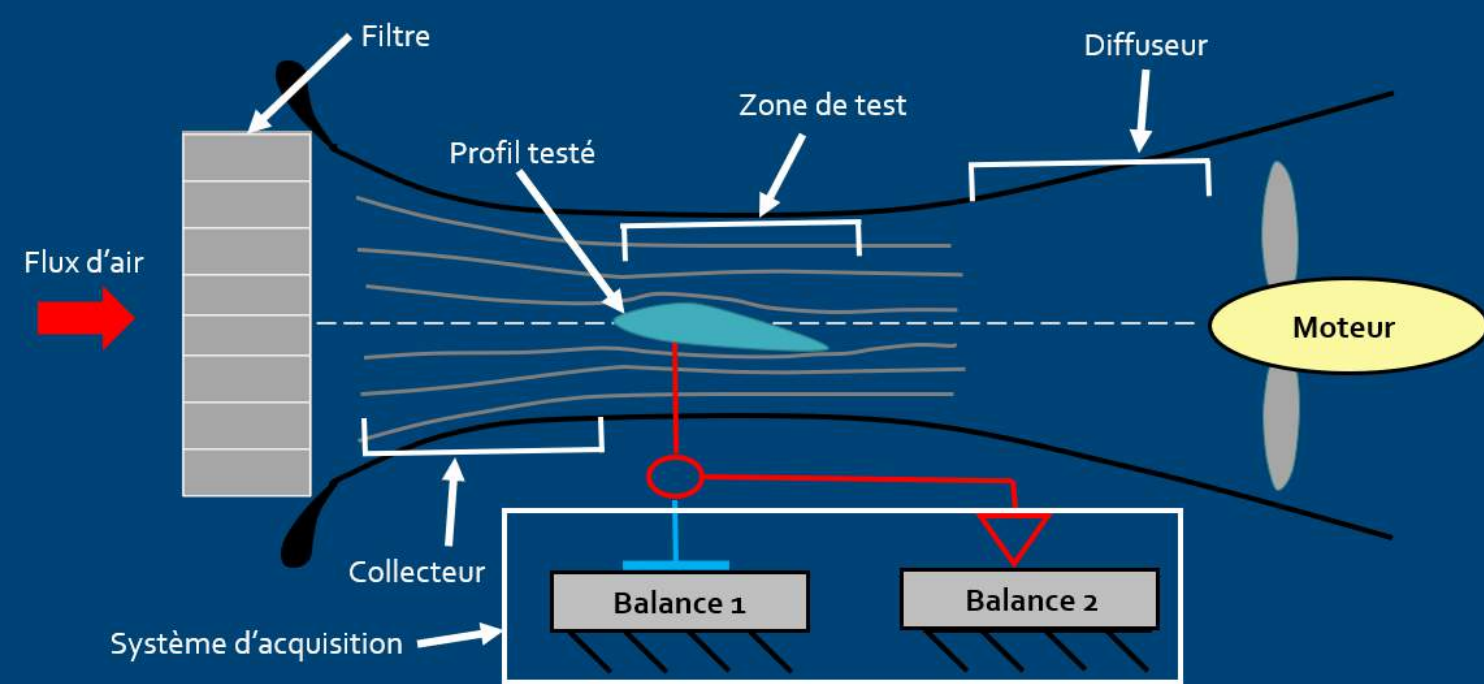 Filtre
Diffuseur
Zone de test
Profil testé
Flux d'air
Moteur
Collecteur
Balance 1
Balance 2
Système d'acquisition